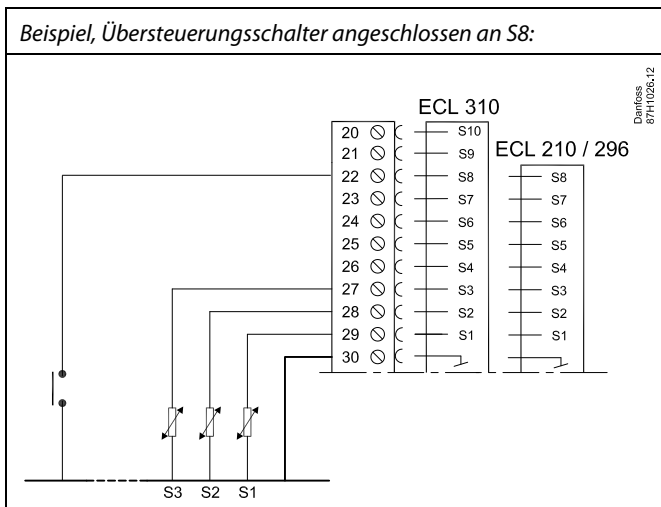 Beispiel, Übersteuerungsschalter angeschlossen an S8:
Danfoss
87H1026.12
ECL 310
ECL 210 / 296
20 S10
21 S9
22 S8 S8
23 S7 S7
24 S6 S6
25 S5 S5
26 S4 S4
27 S3 S3
28 S2 S2
29 S1 S1
30
S3 S2 S1